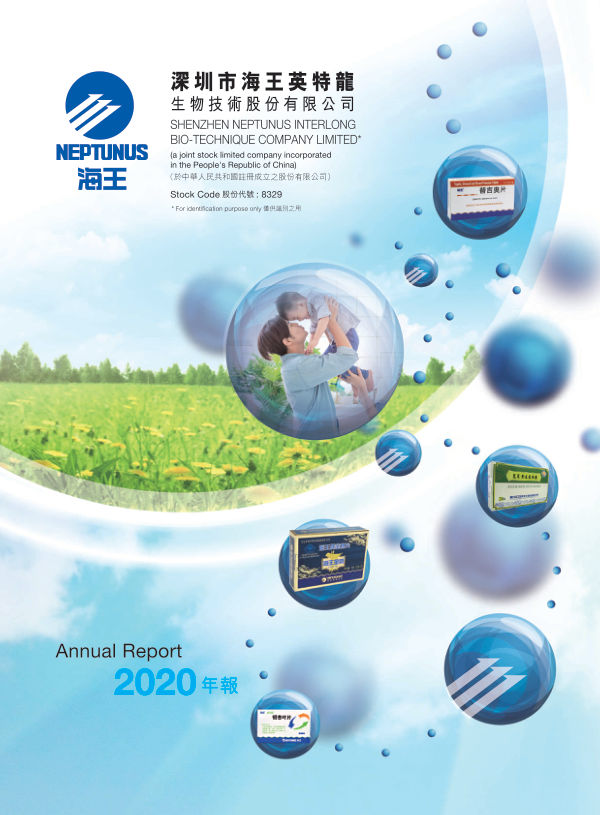 深圳市海王英特龍
生物技術股份有限公司
SHENZHEN NEPTUNUS INTERLONG
BIO-TECHNIQUE COMPANY LIMITED*
(a joint stock limited company incorporated
in the People's Republic of China)
(於中華人民共和國註冊成立之股份有限公司)
Stock Code 股份代號 : 8329
* For identification purpose only 僅供識別之用
NEPTUNUS
海王
替吉奥片
Annual Report
2020 年報